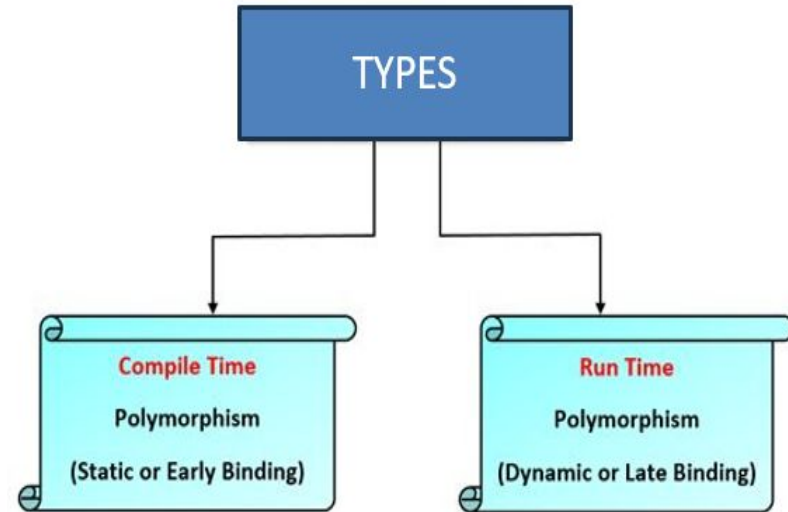 TYPES
Compile Time
Polymorphism
(Static or Early Binding)
Run Time
Polymorphism
(Dynamic or Late Binding)